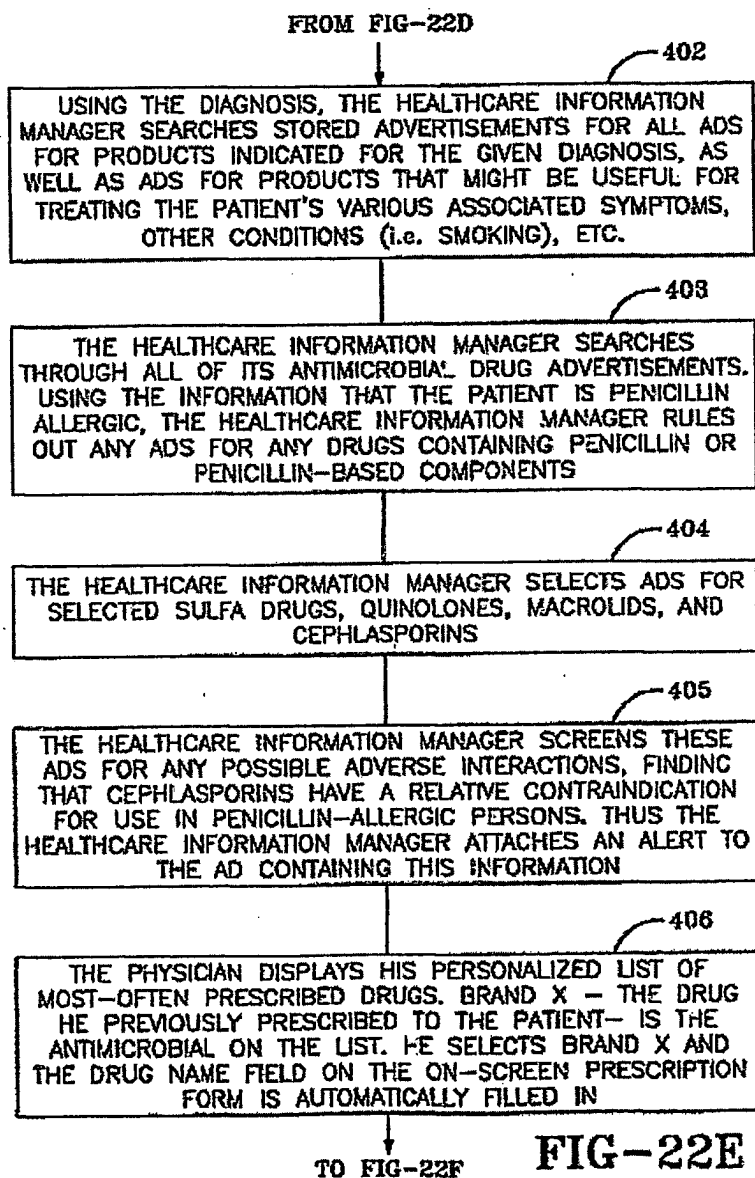 FROM FIG-22D
402
USING THE DIAGNOSIS, THE HEALTHCARE INFORMATION
MANAGER SEARCHES STORED ADVERTISEMENTS FOR ALL ADS
FOR PRODUCTS INDICATED FOR THE GIVEN DIAGNOSIS, AS
WELL AS ADS FOR PRODUCTS THAT MIGHT BE USEFUL FOR
TREATING THE PATIENT'S VARIOUS ASSOCIATED SYMPTOMS,
OTHER CONDITIONS (i.e. SMOKING), ETC.
403
THE HEALTHCARE INFORMATION MANAGER SEARCHES
THROUGH ALL OF ITS ANTIMICROBIAL DRUG ADVERTISEMENTS.
USING THE INFORMATION THAT THE PATIENT IS PENICILLIN
ALLERGIC, THE HEALTHCARE INFORMATION MANAGER RULES
OUT ANY ADS FOR ANY DRUGS CONTAINING PENICILLIN OR
PENICILLIN-BASED COMPONENTS
404
THE HEALTHCARE INFORMATION MANAGER SELECTS ADS FOR
SELECTED SULFA DRUGS, QUINOLONES, MACROLIDS, AND
CEPHLASPORINS
405
THE HEALTHCARE INFORMATION MANAGER SCREENS THESE
ADS FOR ANY POSSIBLE ADVERSE INTERACTIONS, FINDING
THAT CEPHLASPORINS HAVE A RELATIVE CONTRAINDICATION
FOR USE IN PENICILLIN-ALLERGIC PERSONS. THUS THE
HEALTHCARE INFORMATION MANAGER ATTACHES AN ALERT TO
THE AD CONTAINING THIS INFORMATION
406
THE PHYSICIAN DISPLAYS HIS PERSONALIZED LIST OF
MOST-OFTEN PRESCRIBED DRUGS. BRAND X - THE DRUG
HE PREVIOUSLY PRESCRIBED TO THE PATIENT- IS THE
ANTIMICROBIAL ON THE LIST. HE SELECTS BRAND X AND
THE DRUG NAME FIELD ON THE ON-SCREEN PRESCRIPTION
FORM IS AUTOMATICALLY FILLED IN
TO FIG-22F
FIG-22E